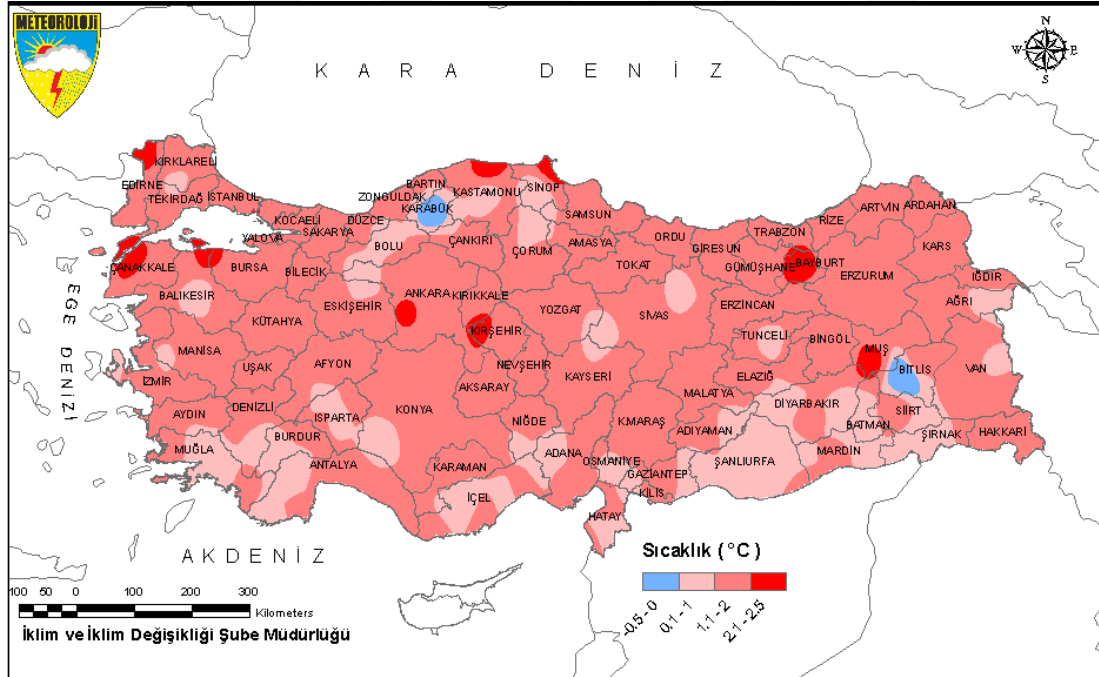 METEOROLOJİ
N
W E
S
KARA DENİZ
KIRKLARELİ
EDİRNE
TEKİRDAĞ
İSTANBUL
KOCAELİ
YALOVA
SAKARYA
DÜZCE
ZONGULDAK
BARTIN
KARABÜK
KASTAMONU
SİNOP
SAMSUN
BOLU
ÇANKIRI
ÇORUM
AMASYA
ORDU
GİRESUN
TRABZON
RİZE
ARTVİN
ARDAHAN
KARS
ÇANAKKALE
BURSA
BİLECİK
TOKAT
GÜMÜŞHANE
BAYBURT
ERZURUM
IĞDIR
AĞRI
BALIKESİR
KÜTAHYA
ESKİŞEHİR
ANKARA
KIRIKKALE
YOZGAT
SİVAS
ERZİNCAN
EGE DENİZİ
MANİSA
UŞAK
AFYON
KIRŞEHİR
NEVŞEHİR
KAYSERİ
TUNCELİ
BİNGÖL
MUŞ
BİTLİS
VAN
İZMİR
AKSARAY
ELAZIĞ
MALATYA
AYDIN
DENİZLİ
ISPARTA
KONYA
NİĞDE
KMARAŞ
ADIYAMAN
DİYARBAKIR
BATMAN
SİİRT
ŞIRNAK
HAKKARİ
MUĞLA
BURDUR
ANTALYA
KARAMAN
ADANA
OSMANİYE
GAZİANTEP
ŞANLIURFA
MARDİN
KİLİS
İÇEL
HATAY
AKDENİZ
Sıcaklık (°C)
-0.5 - 0
0.1 - 1
1.1 - 2
2.1 - 2.5
100 50 0 100 200 300
Kilometers
İklim ve İklim Değişikliği Şube Müdürlüğü